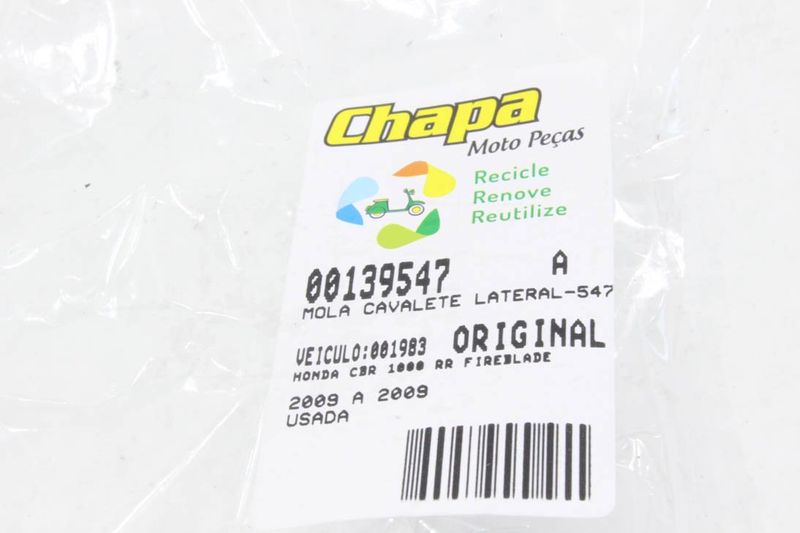 Chapa
Moto Peças
Recicle
Renove
Reutilize
00139547 A
MOLA CAVALETE LATERAL-547
VEICULO:001983 ORIGINAL
HONDA CBR 1000 RR FIREBLADE
2009 A 2009
USADA